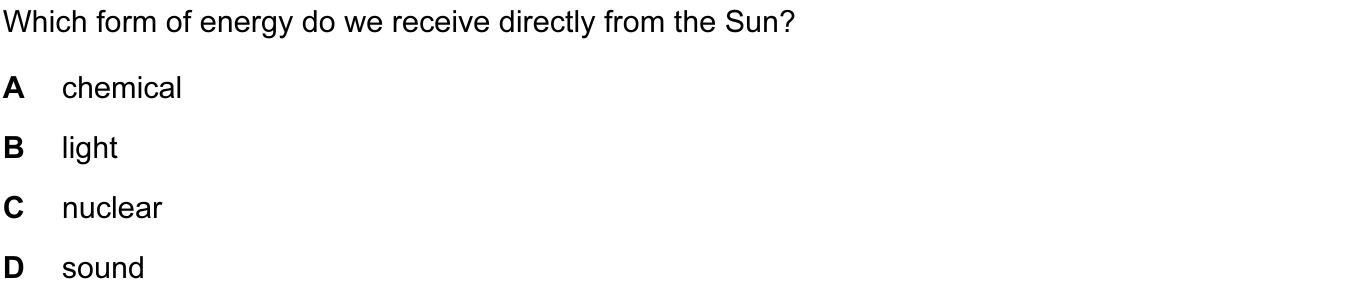 Which form of energy do we receive directly from the Sun?
A chemical
B light
C nuclear
D sound